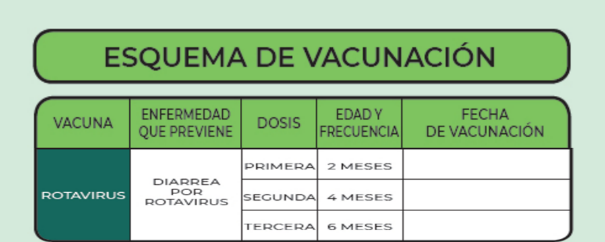 ESQUEMA DE VACUNACIÓN
VACUNA
ENFERMEDAD
QUE PREVIENE
DOSIS
EDAD Y
FRECUENCIA
FECHA
DE VACUNACIÓN
ROTAVIRUS
DIARREA
POR
ROTAVIRUS
PRIMERA 2 MESES
SEGUNDA 4 MESES
TERCERA 6 MESES